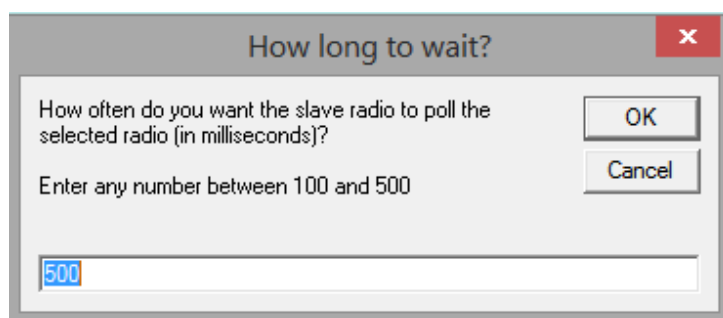 How long to wait?
x
How often do you want the slave radio to poll the
selected radio (in milliseconds)?
OK
Cancel
Enter any number between 100 and 500
500